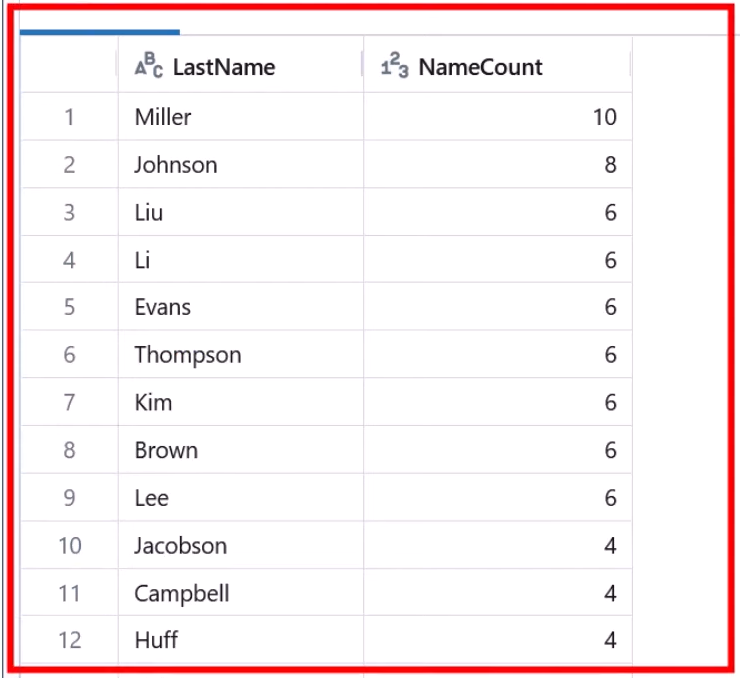 ABC LastName 123 NameCount
1 Miller 10
2 Johnson 8
3 Liu 6
4 Li 6
5 Evans 6
6 Thompson 6
7 Kim 6
8 Brown 6
9 Lee 6
10 Jacobson 4
11 Campbell 4
12 Huff 4